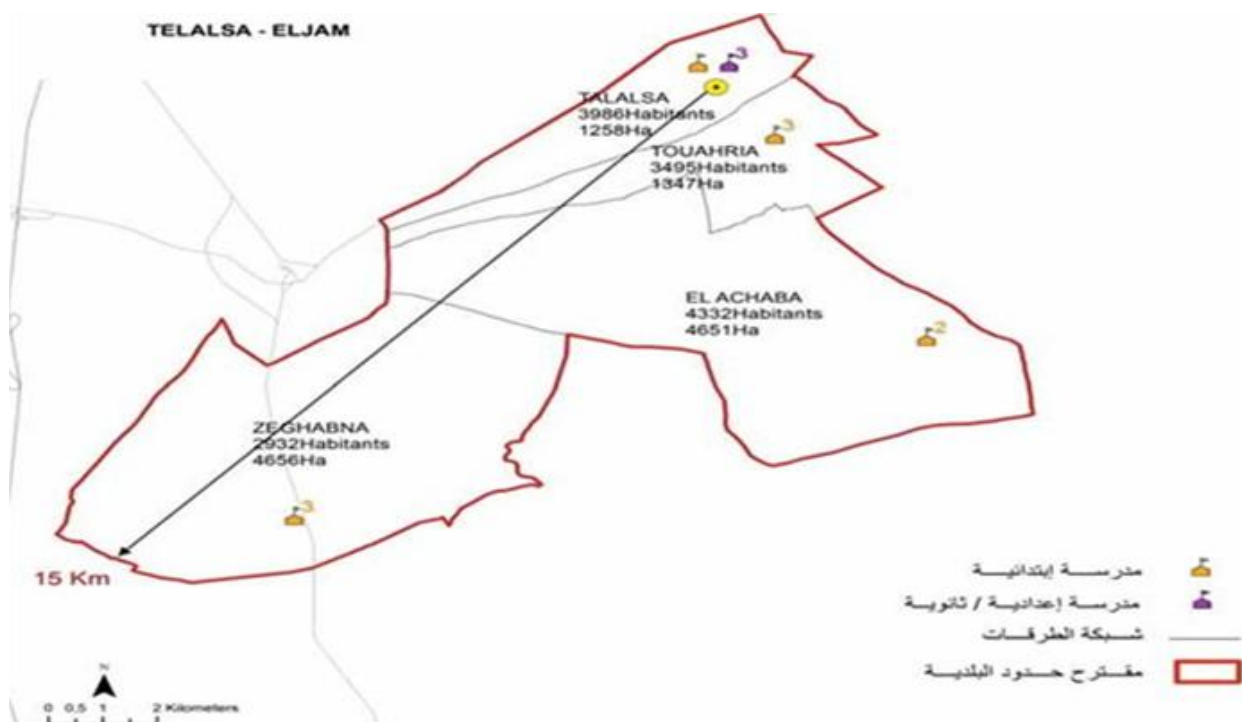 TELALSA - ELJAM
3
TALALSA
3986Habitants
1258Ha
3
TOUAHRIA
3495Habitants
1347Ha
EL ACHABA
4332Habitants
4651Ha
2
ZEGHABNA
2932Habitants
4656Ha
3
15 Km
مدرسة إبتدائية
مدرسة إعدادية / ثانوية
شبكة الطرقات
مقترح حدود البلدية
N
0 0,5 1 2 Kilometers